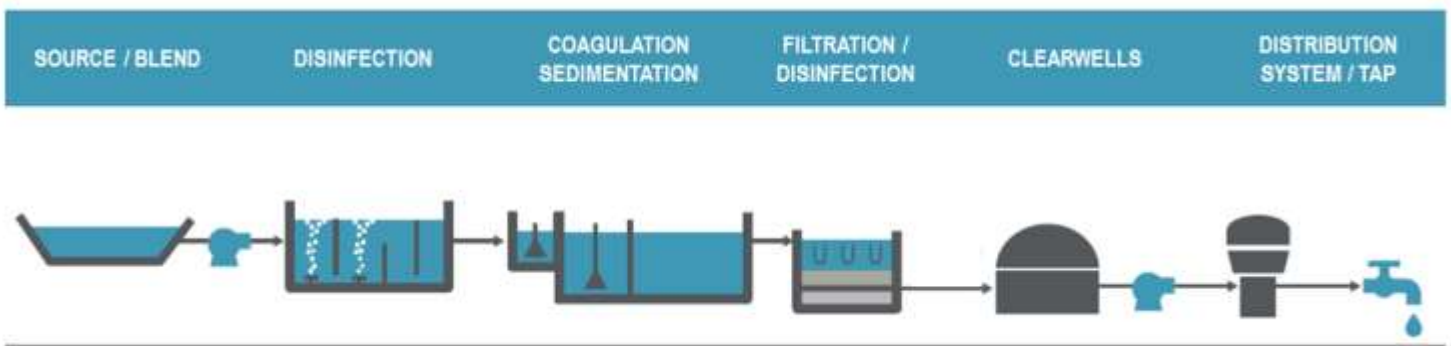 SOURCE / BLEND
DISINFECTION
COAGULATION
SEDIMENTATION
FILTRATION /
DISINFECTION
CLEARWELLS
DISTRIBUTION
SYSTEM / TAP